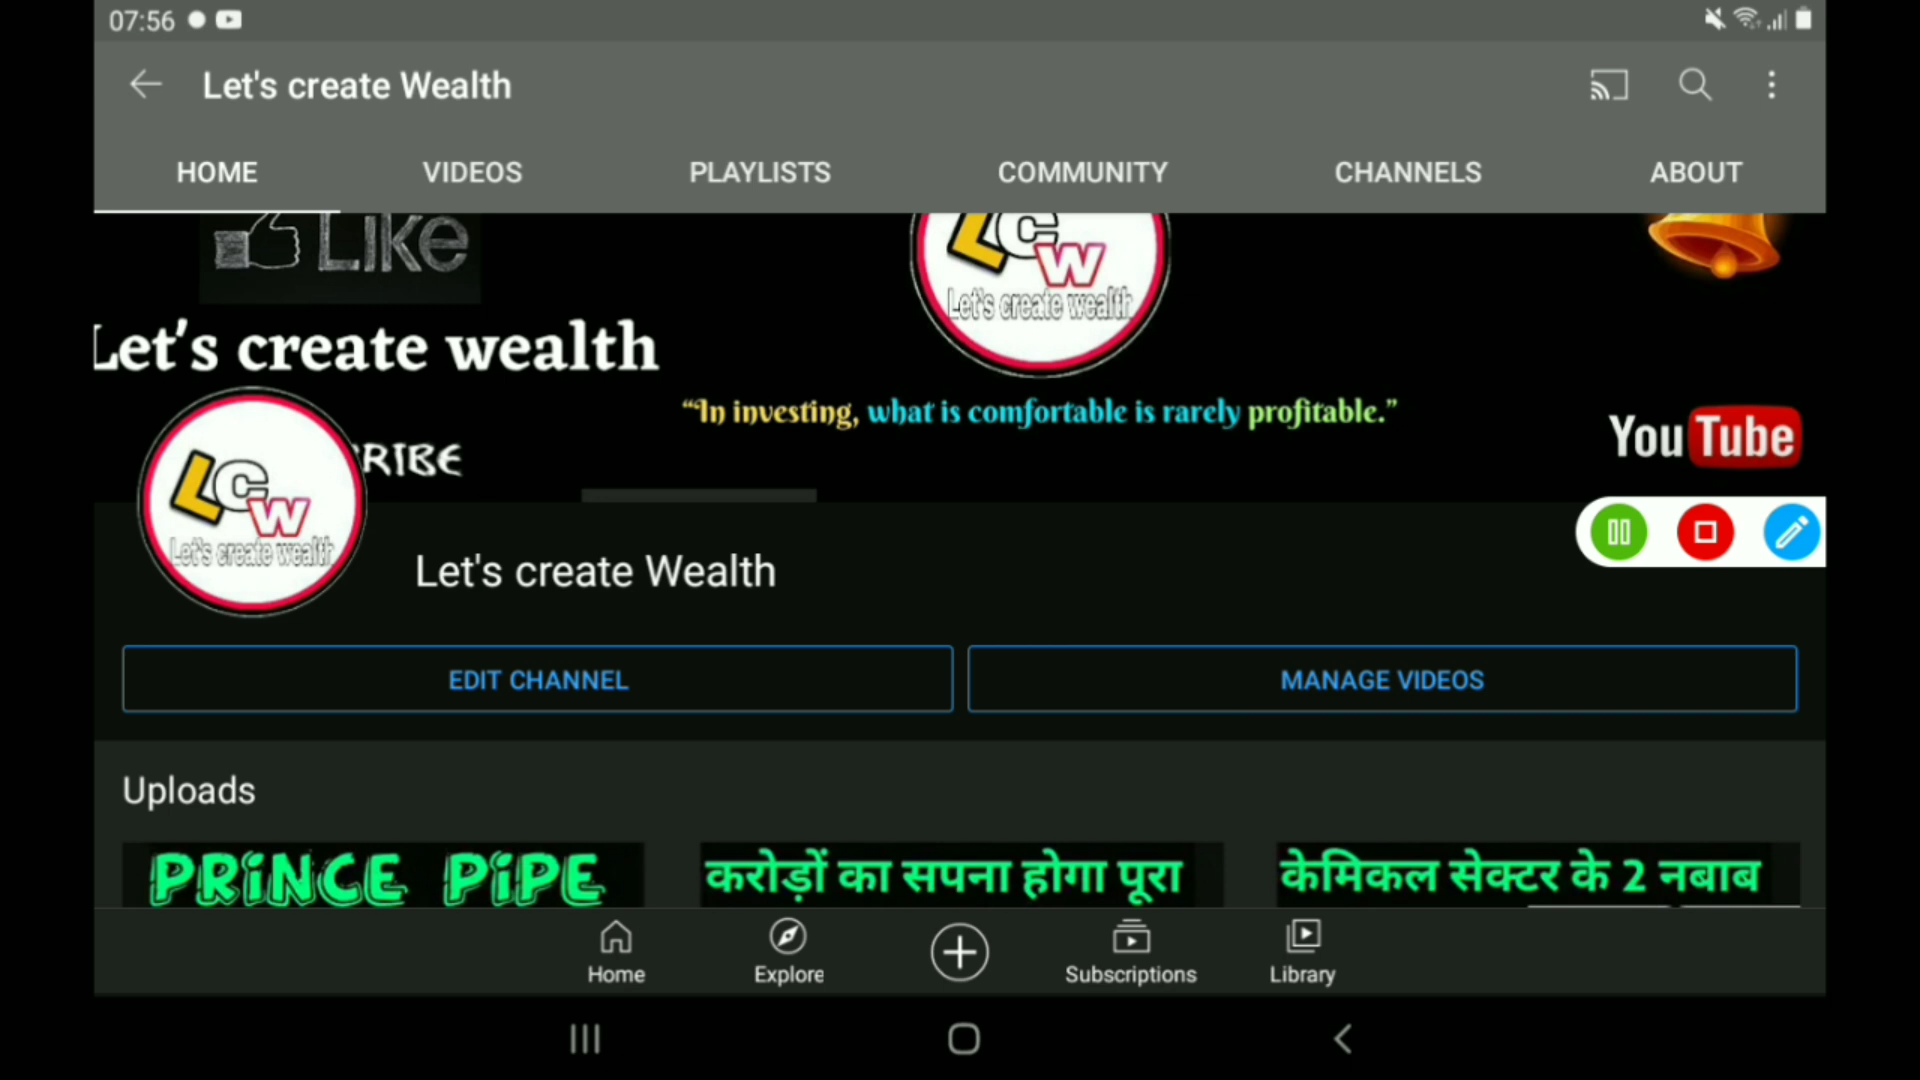 07:56
Let's create Wealth
HOME VIDEOS PLAYLISTS COMMUNITY CHANNELS ABOUT
Like
LCW
Let's create wealth
Let's create wealth
“In investing, what is comfortable is rarely profitable.”
YouTube
RIBE
LCW
Let's create wealth
Let's create Wealth
EDIT CHANNEL MANAGE VIDEOS
Uploads
PRINCE PIPE
करोड़ों का सपना होगा पूरा
केमिकल सेक्टर के 2 नबाब
Home Explore Subscriptions Library